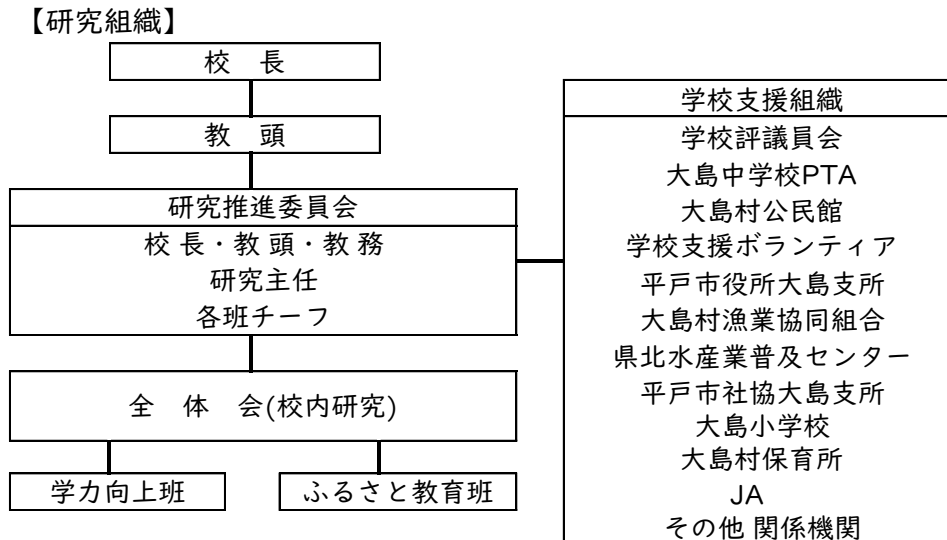 【研究組織】
校　長
教　頭
研究推進委員会
校 長・教 頭・教 務
研究主任
各班チーフ
全　体　会(校内研究)
学力向上班
ふるさと教育班
学校支援組織
学校評議員会
大島中学校PTA
大島村公民館
学校支援ボランティア
平戸市役所大島支所
大島村漁業協同組合
県北水産業普及センター
平戸市社協大島支所
大島小学校
大島村保育所
JA
その他 関係機関